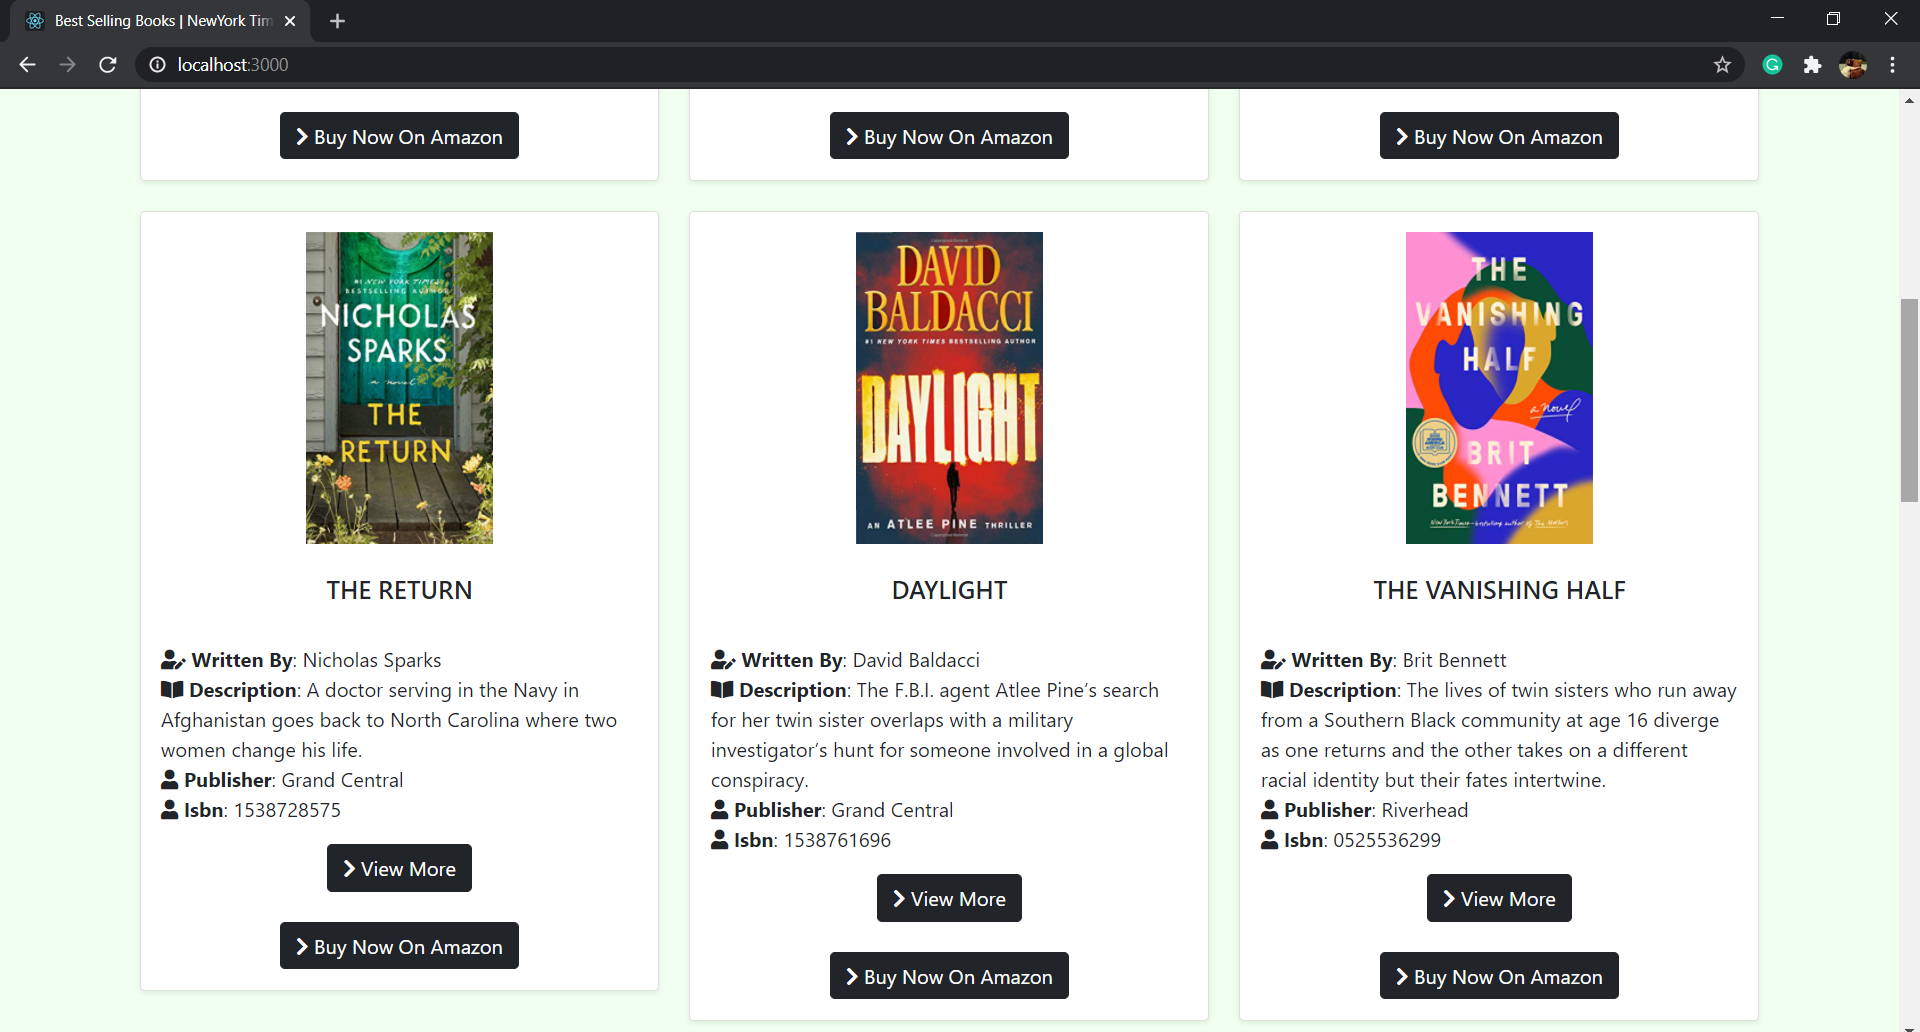 Best Selling Books | NewYork Tim
localhost:3000
Buy Now On Amazon
Buy Now On Amazon
Buy Now On Amazon
#1 NEW YORK TIMES
BESTSELLING AUTHOR
NICHOLAS
SPARKS
a novel
THE
RETURN
THE RETURN
Written By: Nicholas Sparks
Description: A doctor serving in the Navy in
Afghanistan goes back to North Carolina where two
women change his life.
Publisher: Grand Central
Isbn: 1538728575
View More
Buy Now On Amazon
DAVID
BALDACCI
#1 NEW YORK TIMES BESTSELLING AUTHOR
DAYLIGHT
AN ATLEE PINE THRILLER
DAYLIGHT
Written By: David Baldacci
Description: The F.B.I. agent Atlee Pine’s search
for her twin sister overlaps with a military
investigator’s hunt for someone involved in a global
conspiracy.
Publisher: Grand Central
Isbn: 1538761696
View More
Buy Now On Amazon
THE
VANISHING
HALF
a novel
BRIT
BENNETT
New York Times–bestselling author of The Mothers
THE VANISHING HALF
Written By: Brit Bennett
Description: The lives of twin sisters who run away
from a Southern Black community at age 16 diverge
as one returns and the other takes on a different
racial identity but their fates intertwine.
Publisher: Riverhead
Isbn: 0525536299
View More
Buy Now On Amazon